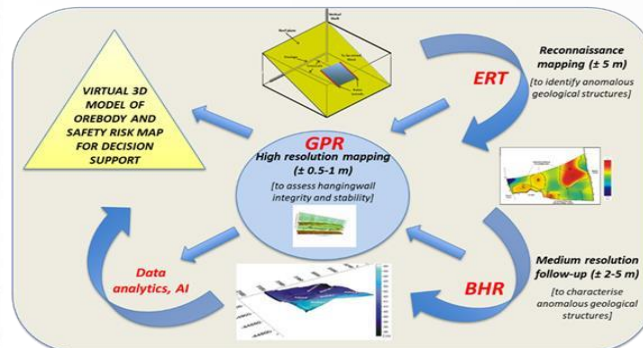 VIRTUAL 3D
MODEL OF
OREBODY AND
SAFETY RISK MAP
FOR DECISION
SUPPORT
ERT
Reconnaissance
mapping (± 5 m)
[to identify anomalous
geological structures]
GPR
High resolution mapping
(± 0.5-1 m)
[to assess hangingwall
integrity and stability]
Data
analytics, AI
BHR
Medium resolution
follow-up (± 2-5 m)
[to characterise
anomalous geological
structures]